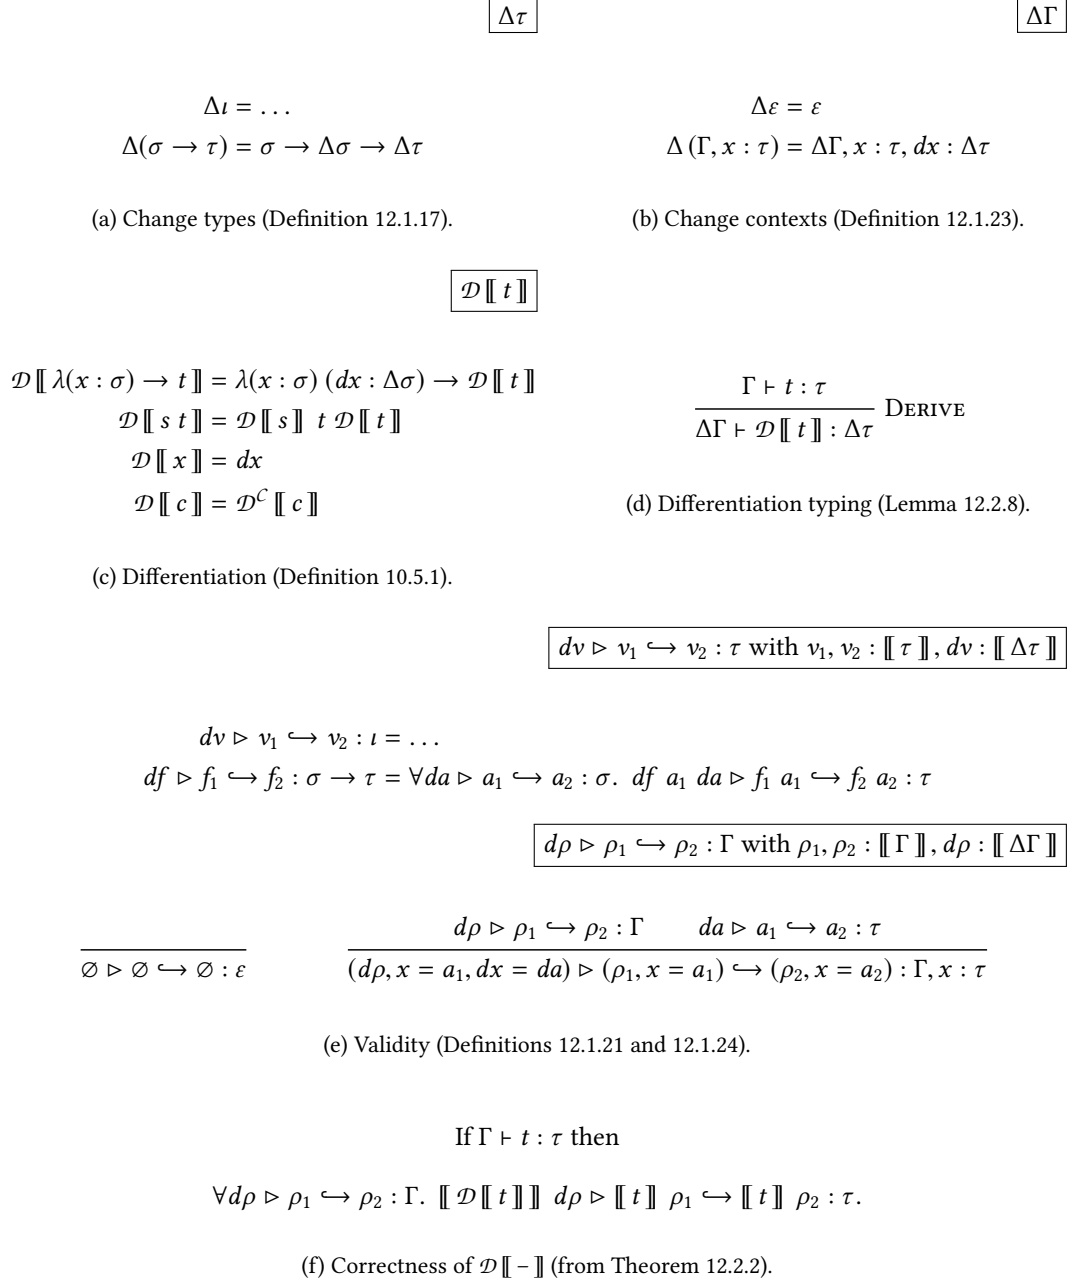 Δτ
ΔΓ
Δι = …
Δ(σ → τ) = σ → Δσ → Δτ
Δε = ε
Δ (Γ, x : τ) = ΔΓ, x : τ, dx : Δτ
(a) Change types (Definition 12.1.17).
(b) Change contexts (Definition 12.1.23).
𝒟⟦ t ⟧
𝒟⟦ λ(x : σ) → t ⟧ = λ(x : σ) (dx : Δσ) → 𝒟⟦ t ⟧
𝒟⟦ s t ⟧ = 𝒟⟦ s ⟧ t 𝒟⟦ t ⟧
𝒟⟦ x ⟧ = dx
𝒟⟦ c ⟧ = 𝒟^𝒞⟦ c ⟧
(c) Differentiation (Definition 10.5.1).
Γ ⊢ t : τ
ΔΓ ⊢ 𝒟⟦ t ⟧ : Δτ
Derive
(d) Differentiation typing (Lemma 12.2.8).
dv ▷ v₁ ↪ v₂ : τ with v₁, v₂ : ⟦ τ ⟧, dv : ⟦ Δτ ⟧
dv ▷ v₁ ↪ v₂ : ι = …
df ▷ f₁ ↪ f₂ : σ → τ = ∀da ▷ a₁ ↪ a₂ : σ. df a₁ da ▷ f₁ a₁ ↪ f₂ a₂ : τ
dρ ▷ ρ₁ ↪ ρ₂ : Γ with ρ₁, ρ₂ : ⟦ Γ ⟧, dρ : ⟦ ΔΓ ⟧
∅ ▷ ∅ ↪ ∅ : ε
dρ ▷ ρ₁ ↪ ρ₂ : Γ da ▷ a₁ ↪ a₂ : τ
(dρ, x = a₁, dx = da) ▷ (ρ₁, x = a₁) ↪ (ρ₂, x = a₂) : Γ, x : τ
(e) Validity (Definitions 12.1.21 and 12.1.24).
If Γ ⊢ t : τ then
∀dρ ▷ ρ₁ ↪ ρ₂ : Γ. ⟦ 𝒟⟦ t ⟧ ⟧ dρ ▷ ⟦ t ⟧ ρ₁ ↪ ⟦ t ⟧ ρ₂ : τ.
(f) Correctness of 𝒟⟦ – ⟧ (from Theorem 12.2.2).